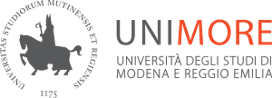 UNIVERSITAS STUDIORUM MUTINENSIS ET REGIENSIS
1175
UNIMORE
UNIVERSITÀ DEGLI STUDI DI
MODENA E REGGIO EMILIA